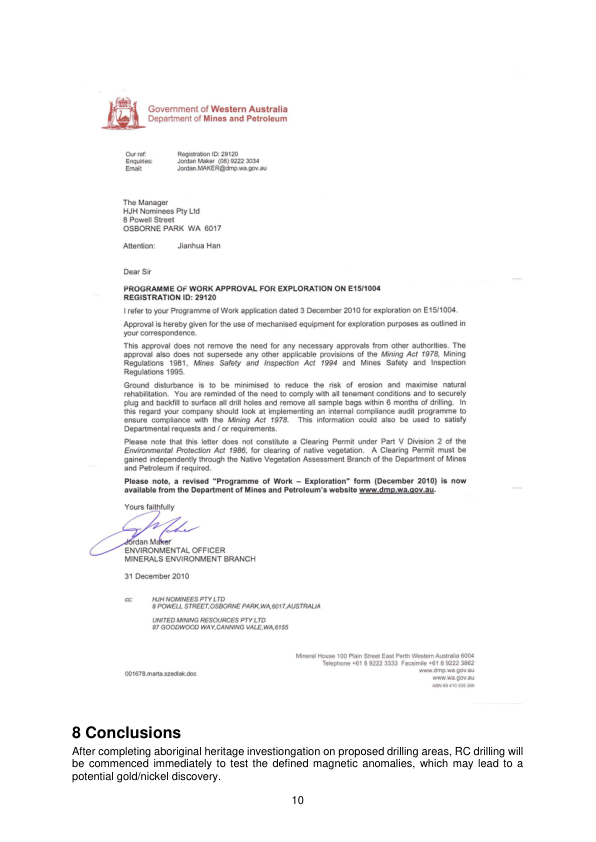 Government of Western Australia
Department of Mines and Petroleum
Our ref: Registration ID: 29120
Enquiries: Jordan Maker (08) 9222 3034
Email: Jordan.MAKER@dmp.wa.gov.au
The Manager
HJH Nominees Pty Ltd
8 Powell Street
OSBORNE PARK WA 6017
Attention: Jianhua Han
Dear Sir
PROGRAMME OF WORK APPROVAL FOR EXPLORATION ON E15/1004
REGISTRATION ID: 29120
I refer to your Programme of Work application dated 3 December 2010 for exploration on E15/1004.
Approval is hereby given for the use of mechanised equipment for exploration purposes as outlined in
your correspondence.
This approval does not remove the need for any necessary approvals from other authorities. The
approval also does not supersede any other applicable provisions of the Mining Act 1978, Mining
Regulations 1981, Mines Safety and Inspection Act 1994 and Mines Safety and Inspection
Regulations 1995.
Ground disturbance is to be minimised to reduce the risk of erosion and maximise natural
rehabilitation. You are reminded of the need to comply with all tenement conditions and to securely
plug and backfill to surface all drill holes and remove all sample bags within 6 months of drilling. In
this regard your company should look at implementing an internal compliance audit programme to
ensure compliance with the Mining Act 1978. This information could also be used to satisfy
Departmental requests and / or requirements.
Please note that this letter does not constitute a Clearing Permit under Part V Division 2 of the
Environmental Protection Act 1986, for clearing of native vegetation. A Clearing Permit must be
gained independently through the Native Vegetation Assessment Branch of the Department of Mines
and Petroleum if required.
Please note, a revised "Programme of Work – Exploration" form (December 2010) is now
available from the Department of Mines and Petroleum's website www.dmp.wa.gov.au.
Yours faithfully
Jordan Maker
ENVIRONMENTAL OFFICER
MINERALS ENVIRONMENT BRANCH
31 December 2010
cc: HJH NOMINEES PTY LTD
8 POWELL STREET,OSBORNE PARK,WA,6017,AUSTRALIA
UNITED MINING RESOURCES PTY LTD
87 GOODWOOD WAY,CANNING VALE,WA,6155
Mineral House 100 Plain Street East Perth Western Australia 6004
Telephone +61 8 9222 3333 Facsimile +61 8 9222 3862
www.dmp.wa.gov.au
www.wa.gov.au
001678.marta.szedlak.doc
8 Conclusions
After completing aboriginal heritage investiongation on proposed drilling areas, RC drilling will
be commenced immediately to test the defined magnetic anomalies, which may lead to a
potential gold/nickel discovery.
10